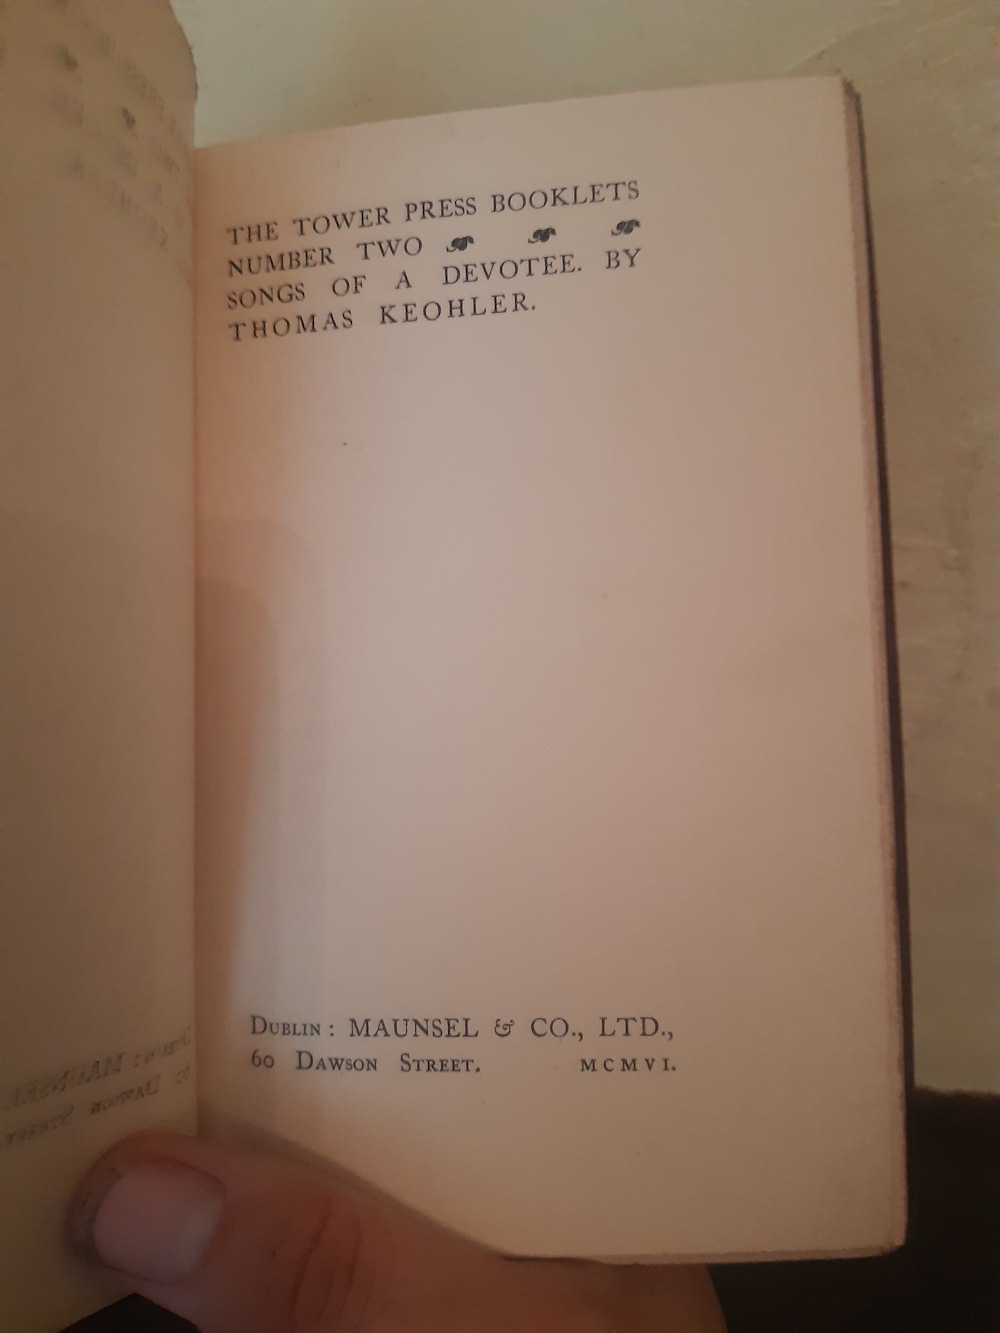 THE TOWER PRESS BOOKLETS
NUMBER TWO
SONGS OF A DEVOTEE. BY
THOMAS KEOHLER.
DUBLIN: MAUNSEL & CO., LTD.,
60 DAWSON STREET. MCMVI.